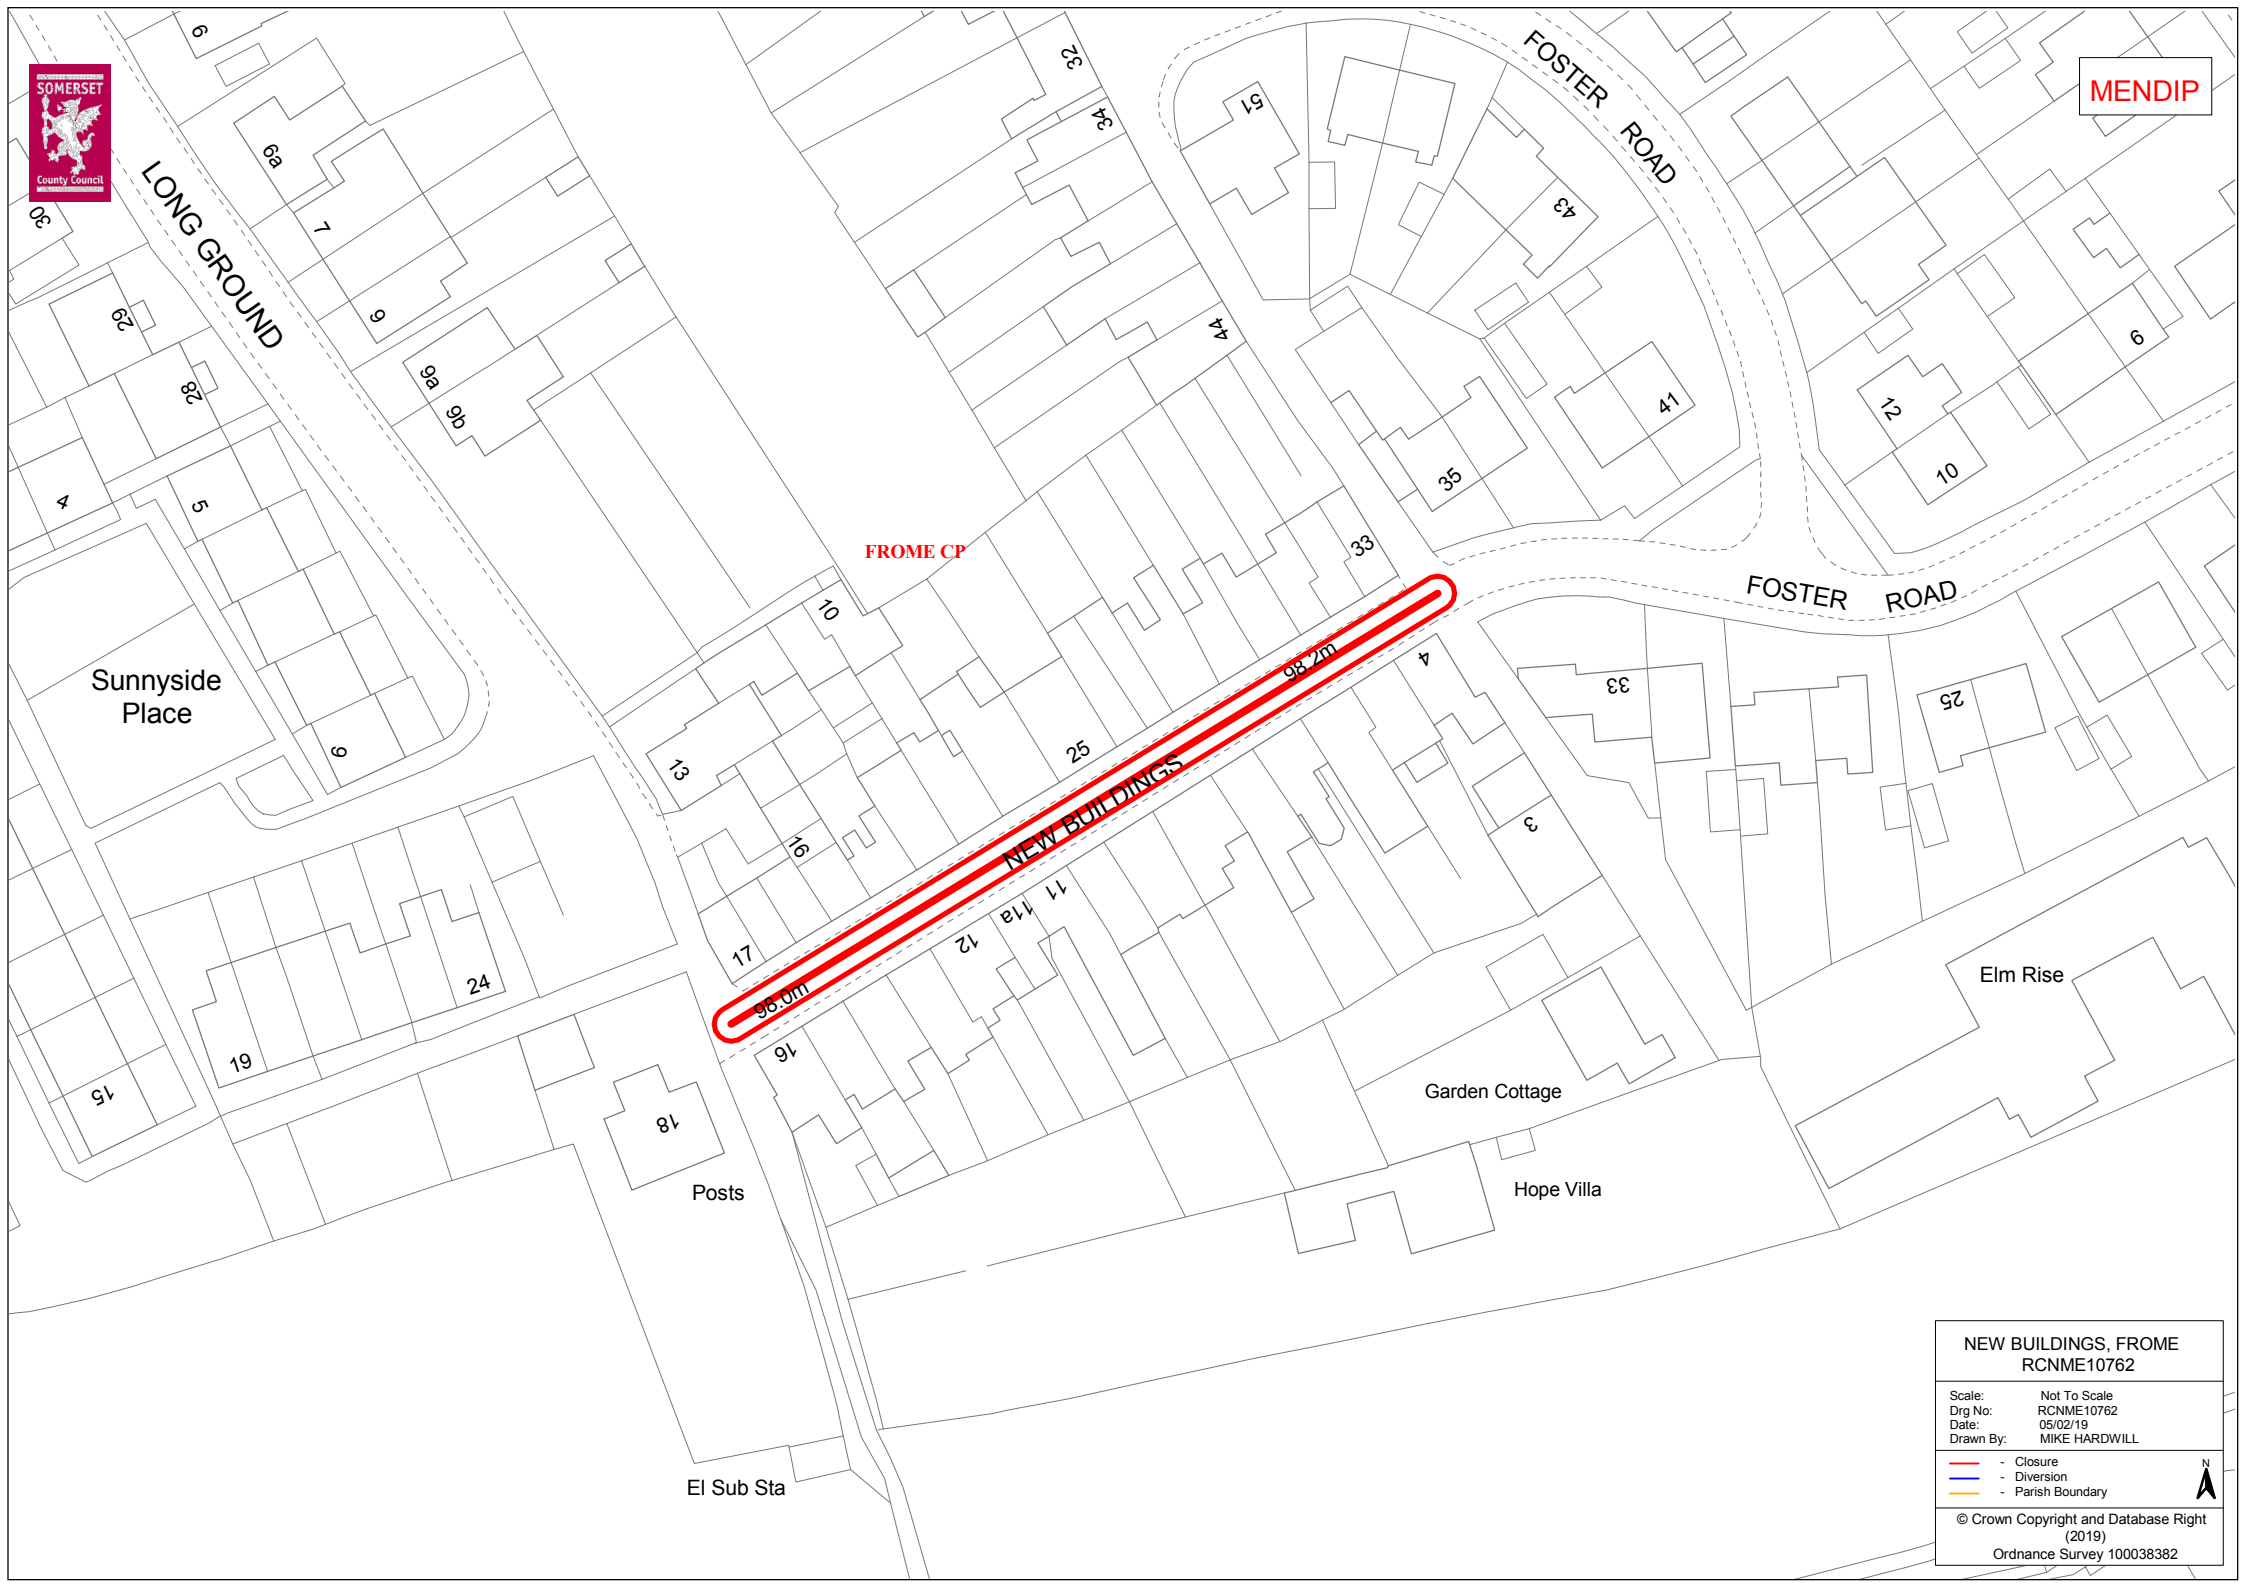 SOMERSET
County Council
MENDIP
LONG GROUND
FOSTER
ROAD
FOSTER ROAD
FROME CP
NEW BUILDINGS
98.2m
98.0m
Sunnyside
Place
Posts
El Sub Sta
Garden Cottage
Hope Villa
Elm Rise
9
6a
7
9
9a
9b
30
29
28
4
5
9
13
10
16
17
19
24
15
18
32
34
44
51
43
41
35
33
12
10
6
25
4
3
33
25
11
11a
12
16
NEW BUILDINGS, FROME
RCNME10762
Scale: Not To Scale
Drg No: RCNME10762
Date: 05/02/19
Drawn By: MIKE HARDWILL
- Closure
- Diversion
- Parish Boundary
N
© Crown Copyright and Database Right
(2019)
Ordnance Survey 100038382